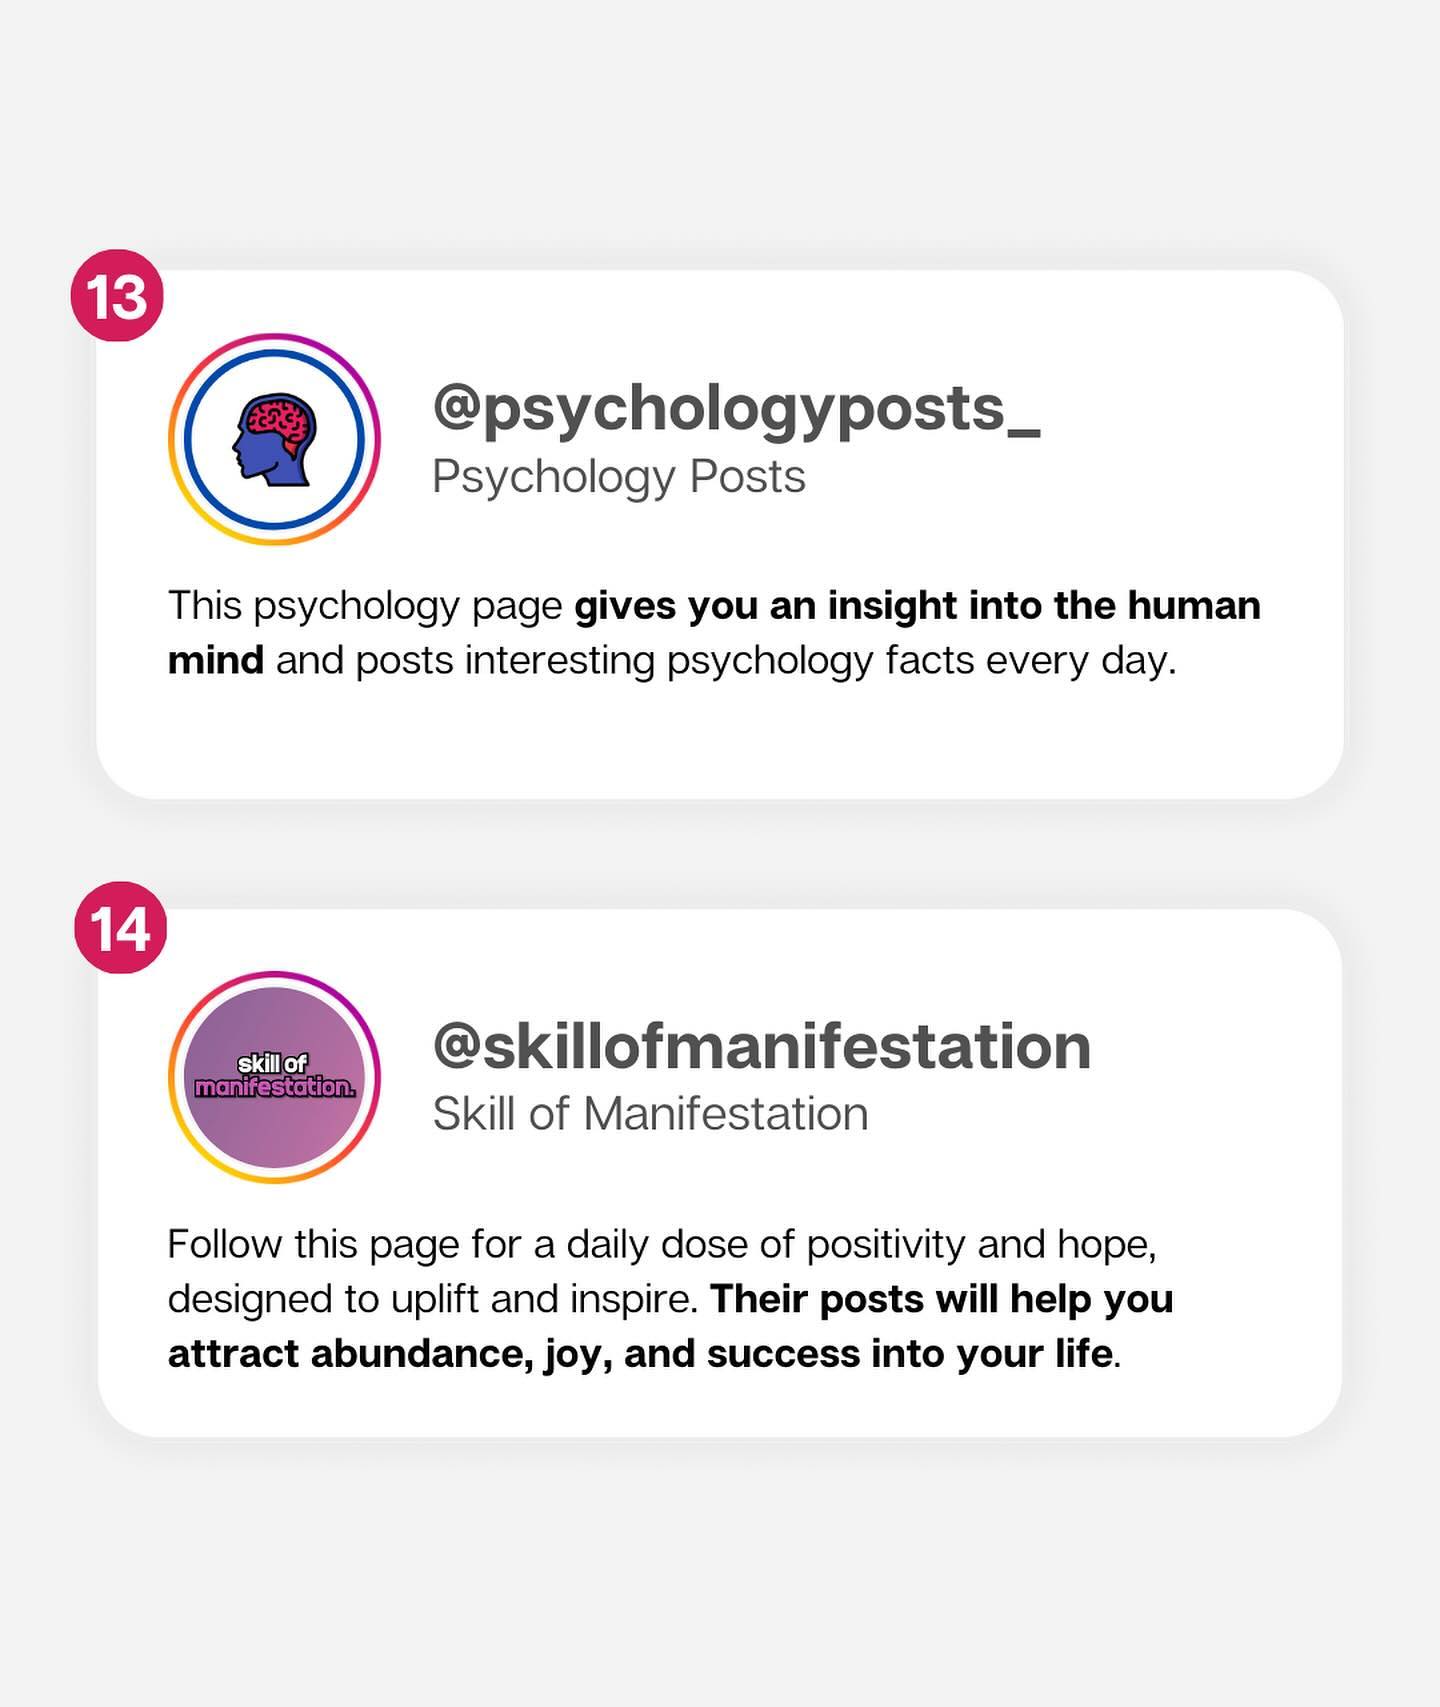 13
@psychologyposts_
Psychology Posts
This psychology page gives you an insight into the human
mind and posts interesting psychology facts every day.
14
skill of
manifestation.
@skillofmanifestation
Skill of Manifestation
Follow this page for a daily dose of positivity and hope,
designed to uplift and inspire. Their posts will help you
attract abundance, joy, and success into your life.